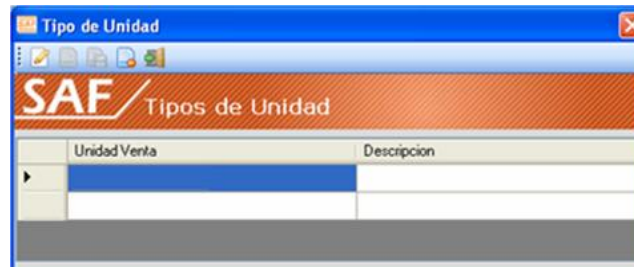 Tipo de Unidad
SAF / Tipos de Unidad
Unidad Venta Descripcion